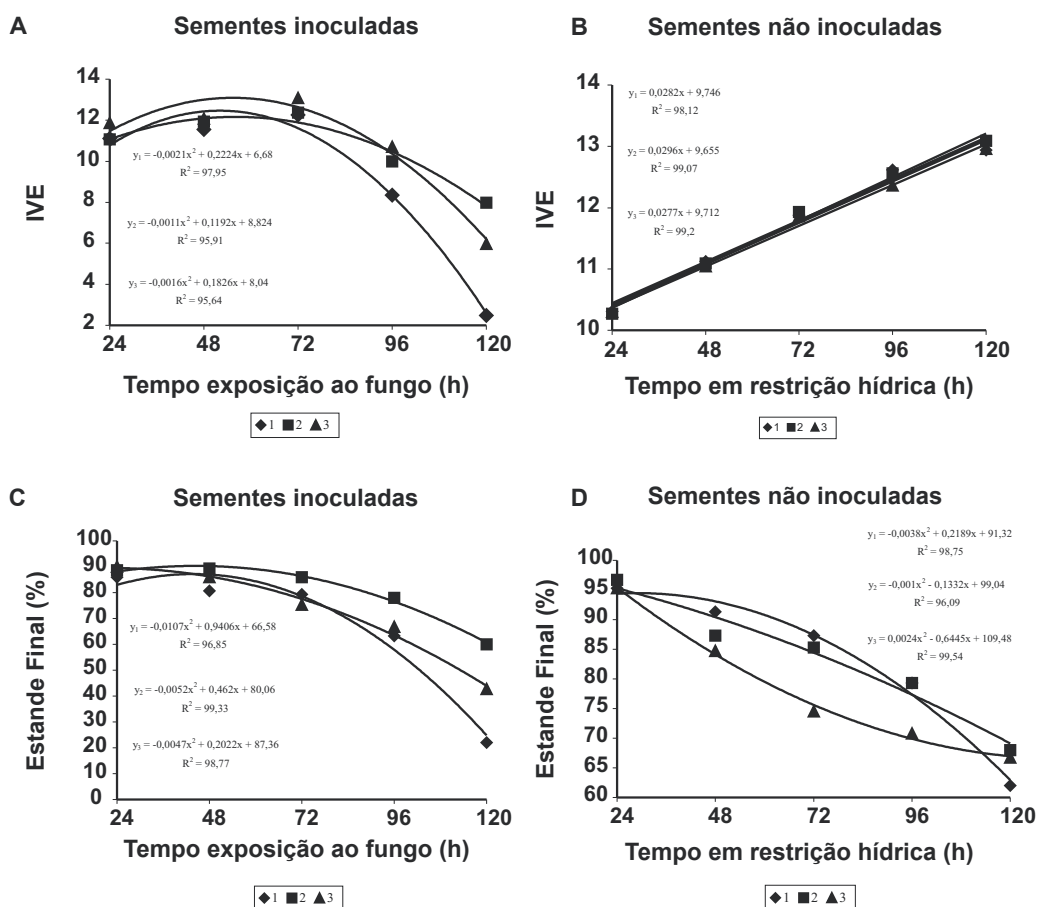 A
Sementes inoculadas
14
12
10
8
6
4
2
IVE
y₁ = -0,0021x² + 0,2224x + 6,68
R² = 97,95
y₂ = -0,0011x² + 0,1192x + 8,824
R² = 95,91
y₃ = -0,0016x² + 0,1826x + 8,04
R² = 95,64
24 48 72 96 120
Tempo exposição ao fungo (h)
1 2 3
B
Sementes não inoculadas
14
13
12
11
10
IVE
y₁ = 0,0282x + 9,746
R² = 98,12
y₂ = 0,0296x + 9,655
R² = 99,07
y₃ = 0,0277x + 9,712
R² = 99,2
24 48 72 96 120
Tempo em restrição hídrica (h)
1 2 3
C
Sementes inoculadas
100
90
80
70
60
50
40
30
20
10
0
Estande Final (%)
y₁ = -0,0107x² + 0,9406x + 66,58
R² = 96,85
y₂ = -0,0052x² + 0,462x + 80,06
R² = 99,33
y₃ = -0,0047x² + 0,2022x + 87,36
R² = 98,77
24 48 72 96 120
Tempo exposição ao fungo (h)
1 2 3
D
Sementes não inoculadas
100
95
90
85
80
75
70
65
60
Estande Final (%)
y₁ = -0,0038x² + 0,2189x + 91,32
R² = 98,75
y₂ = -0,001x² - 0,1332x + 99,04
R² = 96,09
y₃ = 0,0024x² - 0,6445x + 109,48
R² = 99,54
24 48 72 96 120
Tempo em restrição hídrica (h)
1 2 3